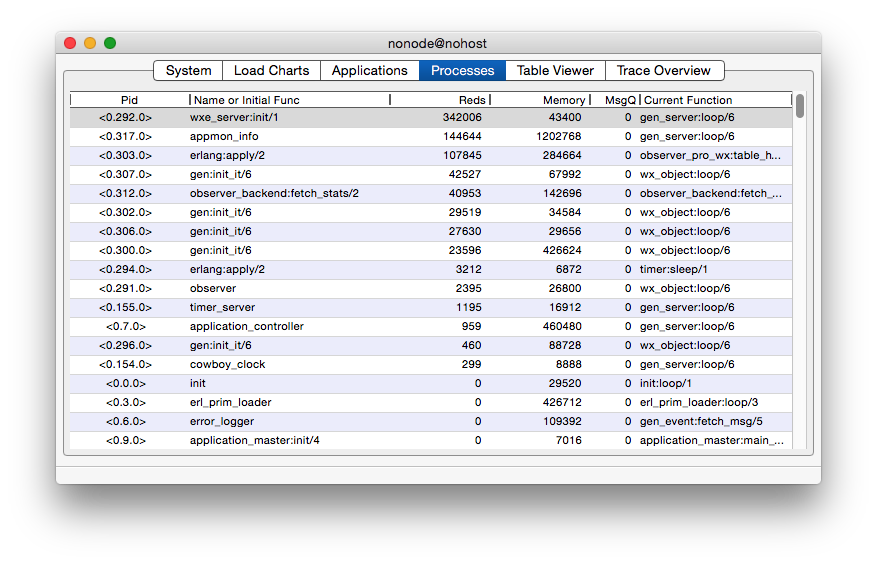 nonode@nohost
System Load Charts Applications Processes Table Viewer Trace Overview
Pid Name or Initial Func Reds Memory MsgQ Current Function
<0.292.0> wxe_server:init/1 342006 43400 0 gen_server:loop/6
<0.317.0> appmon_info 144644 1202768 0 gen_server:loop/6
<0.303.0> erlang:apply/2 107845 284664 0 observer_pro_wx:table_h...
<0.307.0> gen:init_it/6 42527 67992 0 wx_object:loop/6
<0.312.0> observer_backend:fetch_stats/2 40953 142696 0 observer_backend:fetch_...
<0.302.0> gen:init_it/6 29519 34584 0 wx_object:loop/6
<0.306.0> gen:init_it/6 27630 29656 0 wx_object:loop/6
<0.300.0> gen:init_it/6 23596 426624 0 wx_object:loop/6
<0.294.0> erlang:apply/2 3212 6872 0 timer:sleep/1
<0.291.0> observer 2395 26800 0 wx_object:loop/6
<0.155.0> timer_server 1195 16912 0 gen_server:loop/6
<0.7.0> application_controller 959 460480 0 gen_server:loop/6
<0.296.0> gen:init_it/6 460 88728 0 wx_object:loop/6
<0.154.0> cowboy_clock 299 8888 0 gen_server:loop/6
<0.0.0> init 0 29520 0 init:loop/1
<0.3.0> erl_prim_loader 0 426712 0 erl_prim_loader:loop/3
<0.6.0> error_logger 0 109392 0 gen_event:fetch_msg/5
<0.9.0> application_master:init/4 0 7016 0 application_master:main_...